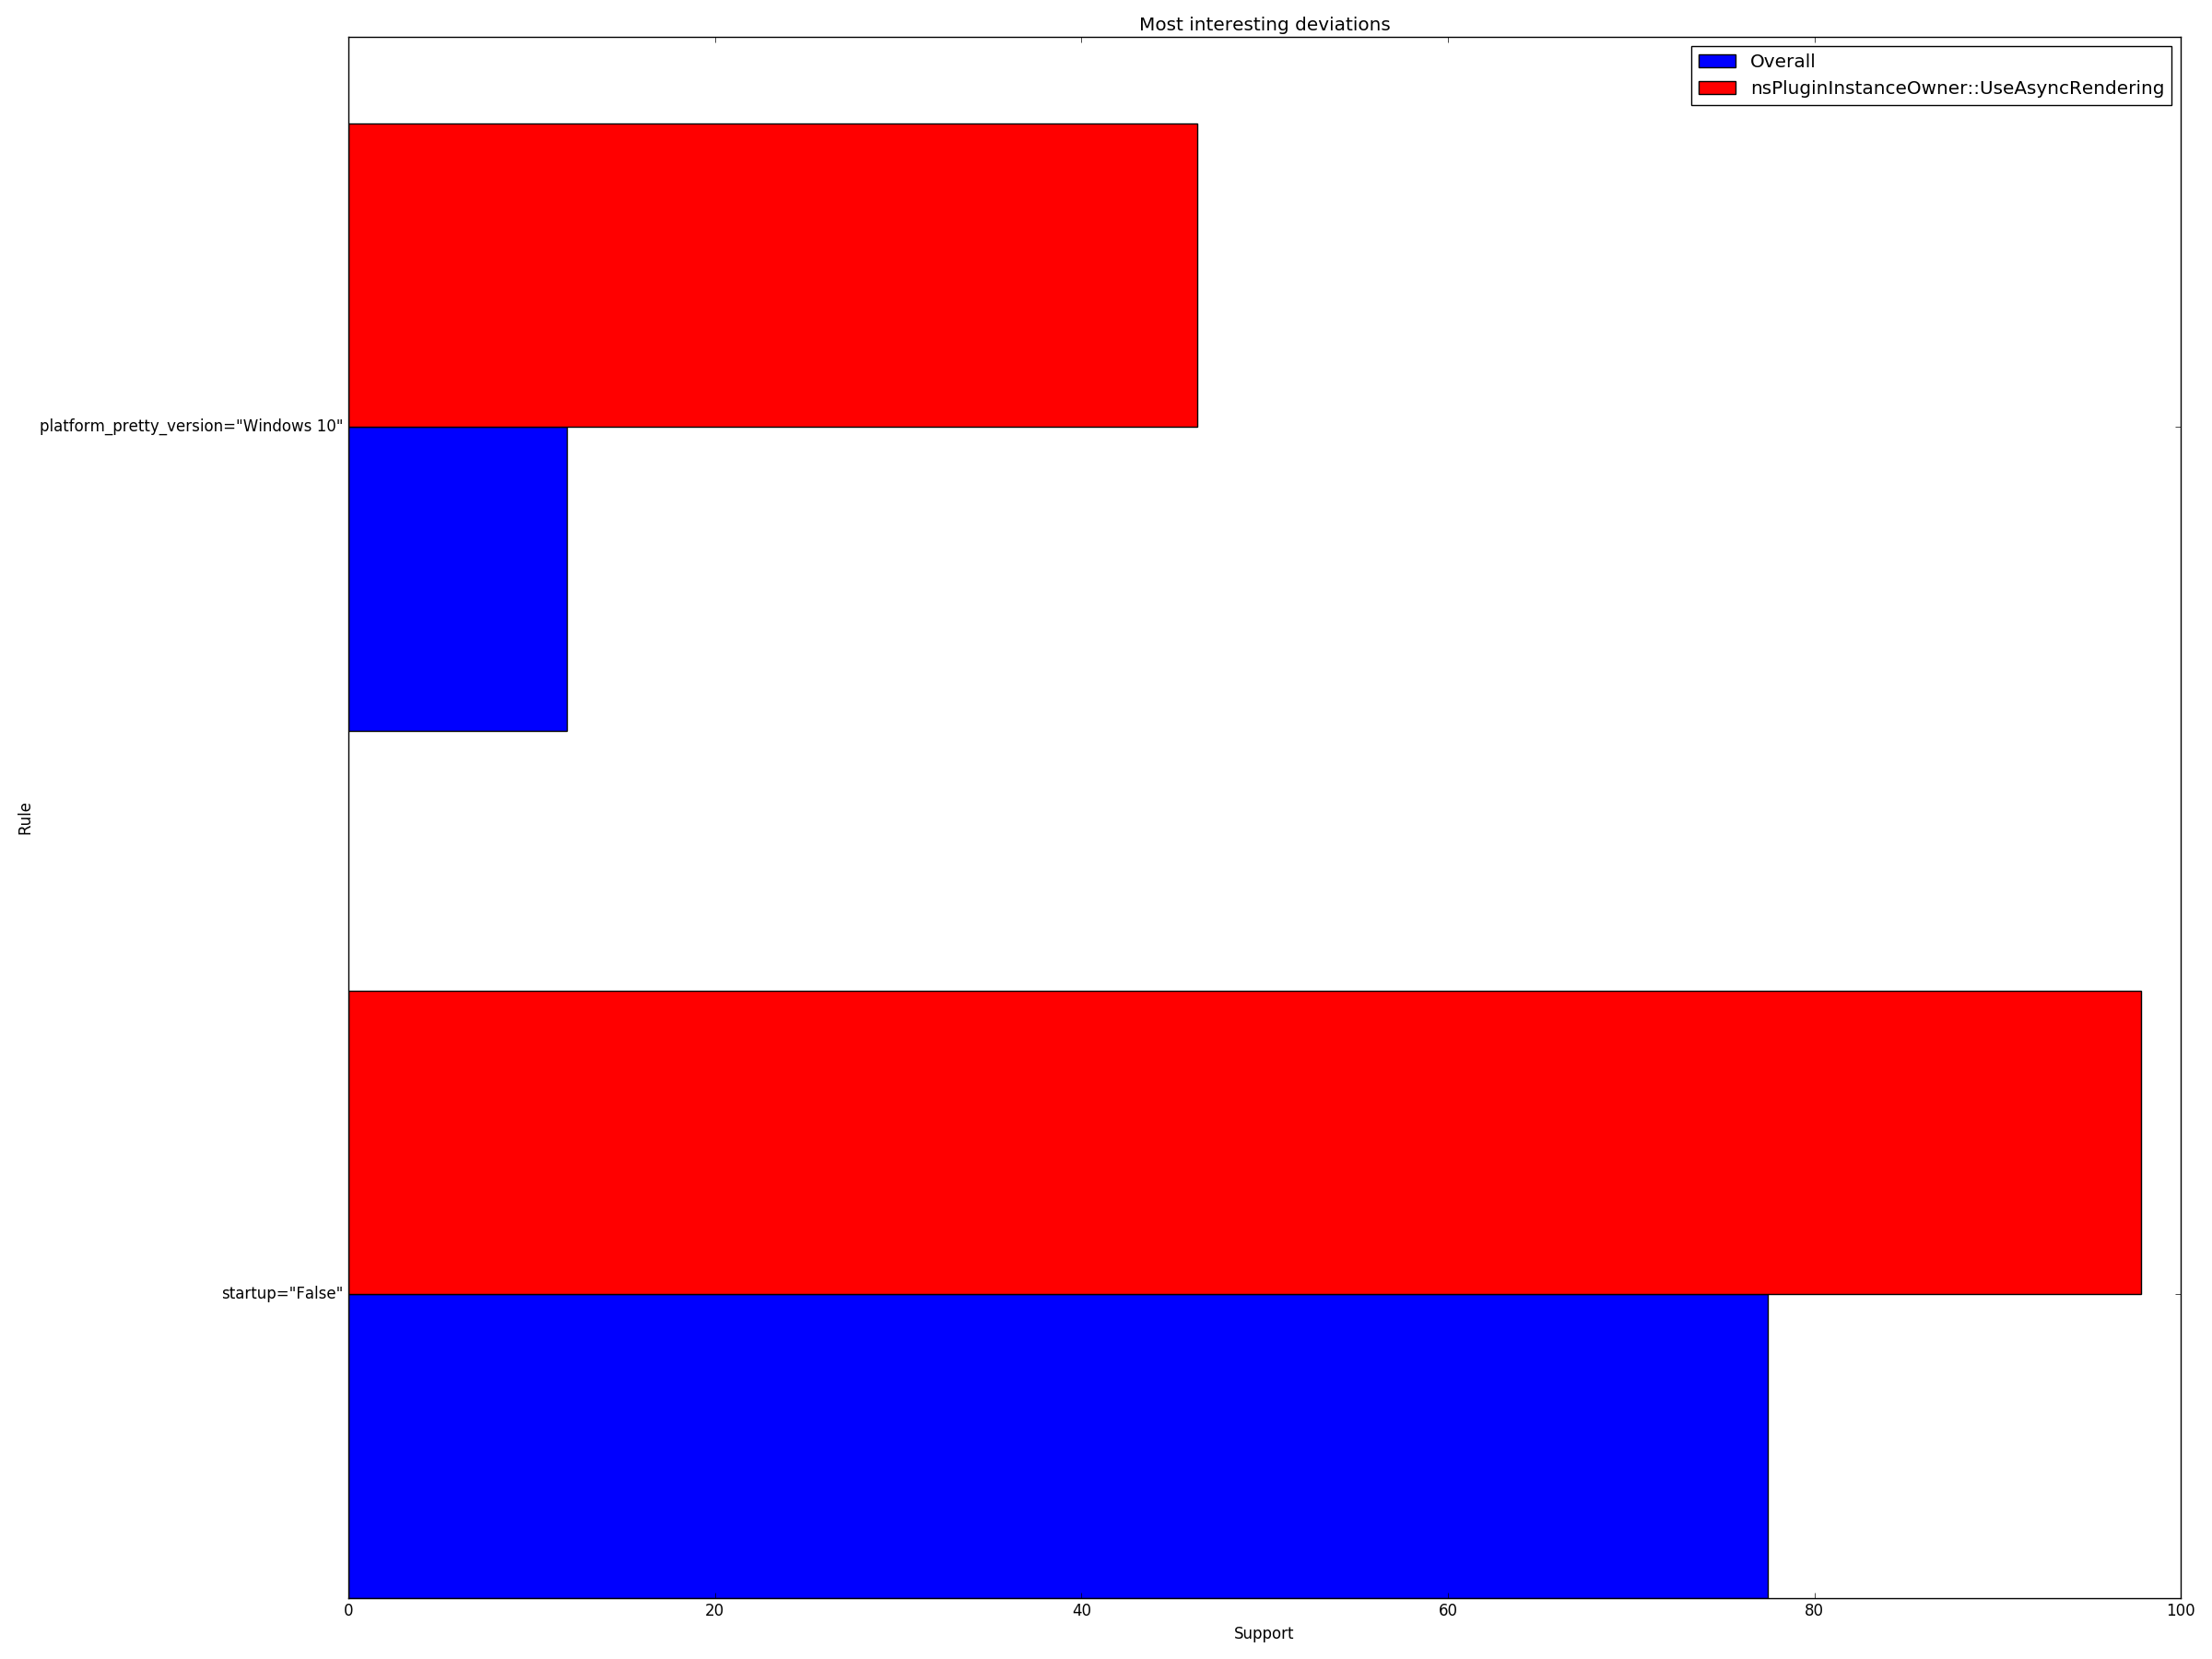 Most interesting deviations
Overall
nsPluginInstanceOwner::UseAsyncRendering
platform_pretty_version="Windows 10"
Rule
startup="False"
0 20 40 60 80 100
Support